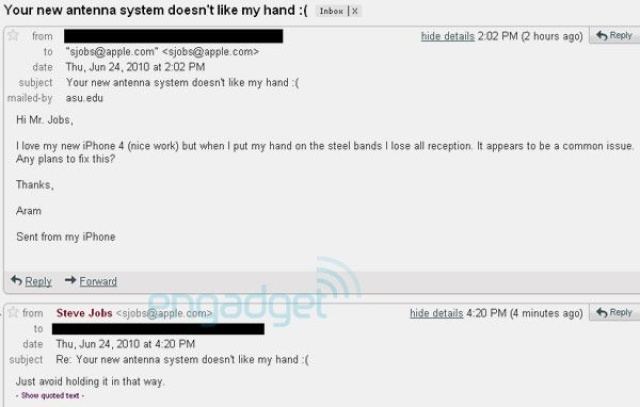 Your new antenna system doesn't like my hand :( Inbox | X
from hide details 2:02 PM (2 hours ago) Reply
to "sjobs@apple.com" <sjobs@apple.com>
date Thu, Jun 24, 2010 at 2:02 PM
subject Your new antenna system doesn't like my hand :(
mailed-by asu.edu
Hi Mr. Jobs,
I love my new iPhone 4 (nice work) but when I put my hand on the steel bands I lose all reception. It appears to be a common issue.
Any plans to fix this?
Thanks,
Aram
Sent from my iPhone
Reply Forward
engadget
from Steve Jobs <sjobs@apple.com> hide details 4:20 PM (4 minutes ago) Reply
to
date Thu, Jun 24, 2010 at 4:20 PM
subject Re: Your new antenna system doesn't like my hand :(
Just avoid holding it in that way.
- Show quoted text -